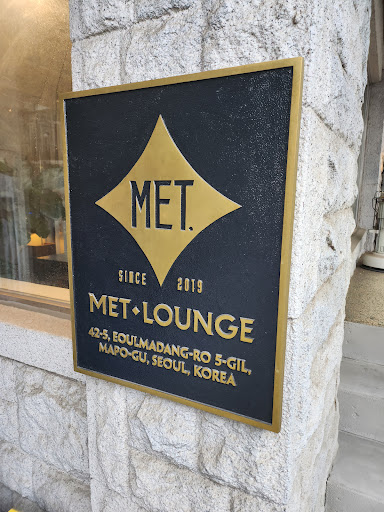 MET.
SINCE 2019
MET⬥LOUNGE
42-5, EOULMADANG-RO 5-GIL,
MAPO-GU, SEOUL, KOREA